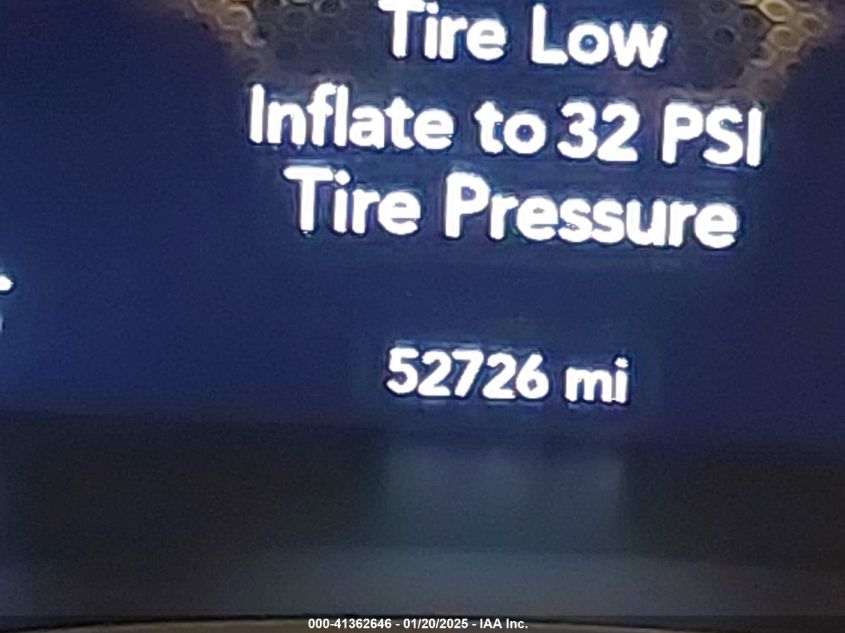 Tire Low
Inflate to 32 PSI
Tire Pressure
52726 mi
000-41362646 - 01/20/2025 - IAA Inc.